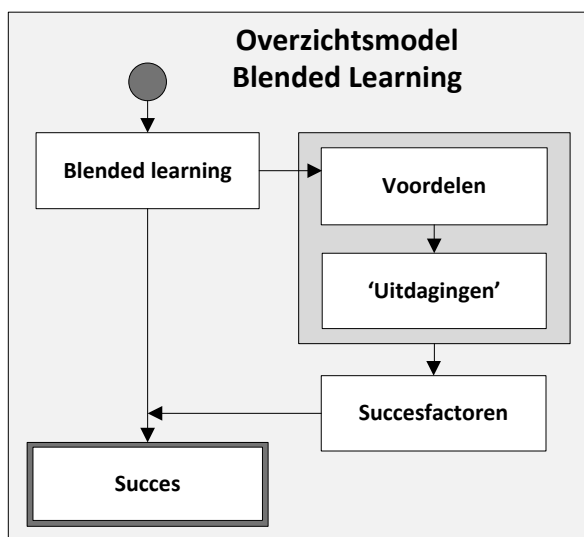 Overzichtsmodel
Blended Learning
Blended learning
Voordelen
‘Uitdagingen’
Succesfactoren
Succes